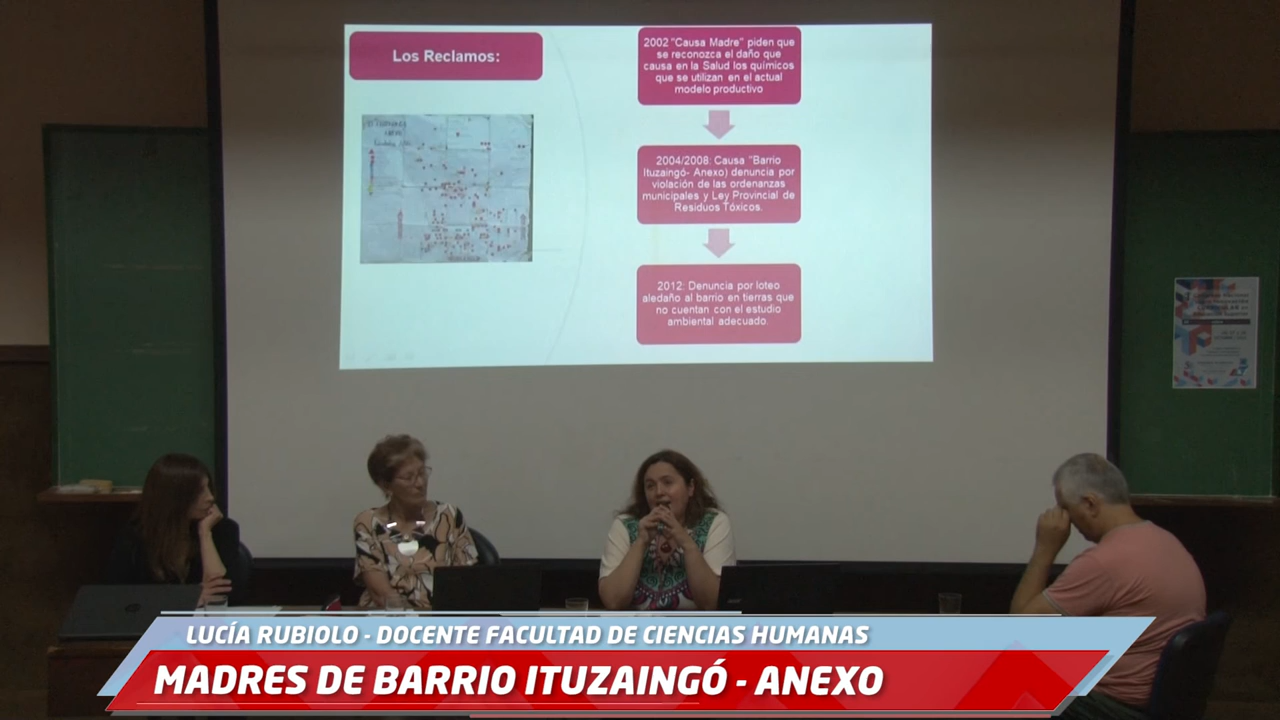 Los Reclamos:
2002 "Causa Madre" piden que
se reconozca el daño que
causa en la Salud los químicos
que se utilizan en el actual
modelo productivo
2004/2008: Causa "Barrio
Ituzaingó- Anexo) denuncia por
violación de las ordenanzas
municipales y Ley Provincial de
Residuos Tóxicos.
2012: Denuncia por loteo
aledaño al barrio en tierras que
no cuentan con el estudio
ambiental adecuado.
LUCÍA RUBIOLO - DOCENTE FACULTAD DE CIENCIAS HUMANAS
MADRES DE BARRIO ITUZAINGÓ - ANEXO